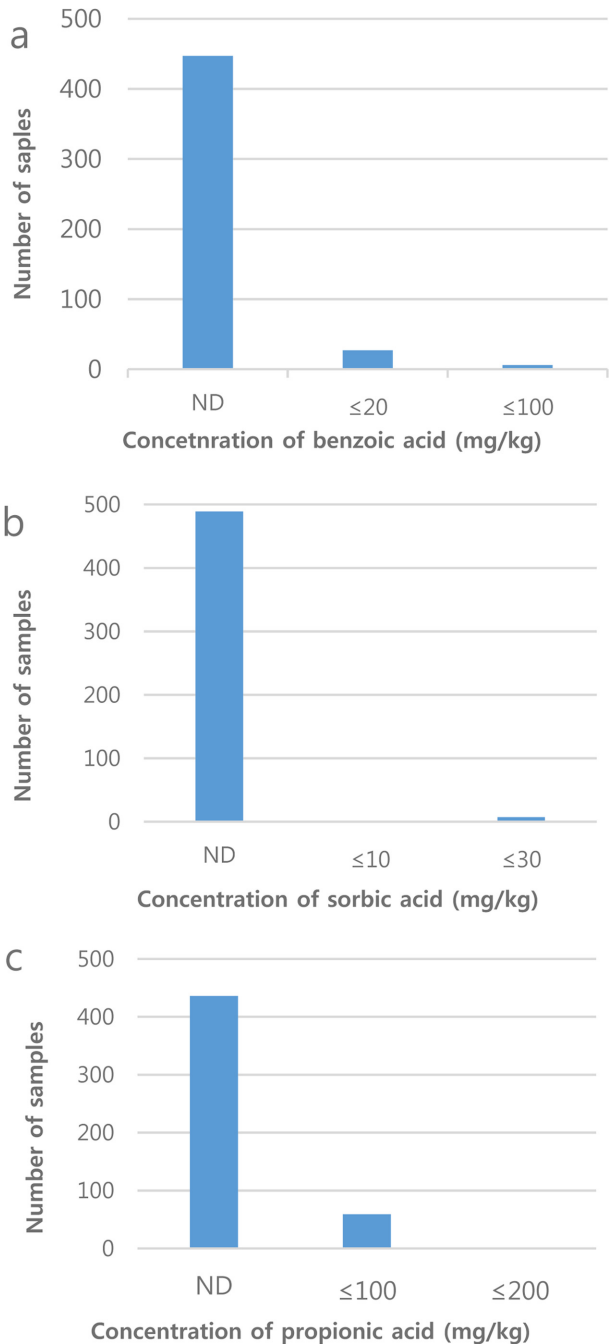 a
Number of saples
500
400
300
200
100
0
ND ≤20 ≤100
Concetnration of benzoic acid (mg/kg)
b
Number of samples
500
400
300
200
100
0
ND ≤10 ≤30
Concentration of sorbic acid (mg/kg)
c
Number of samples
500
400
300
200
100
0
ND ≤100 ≤200
Concentration of propionic acid (mg/kg)